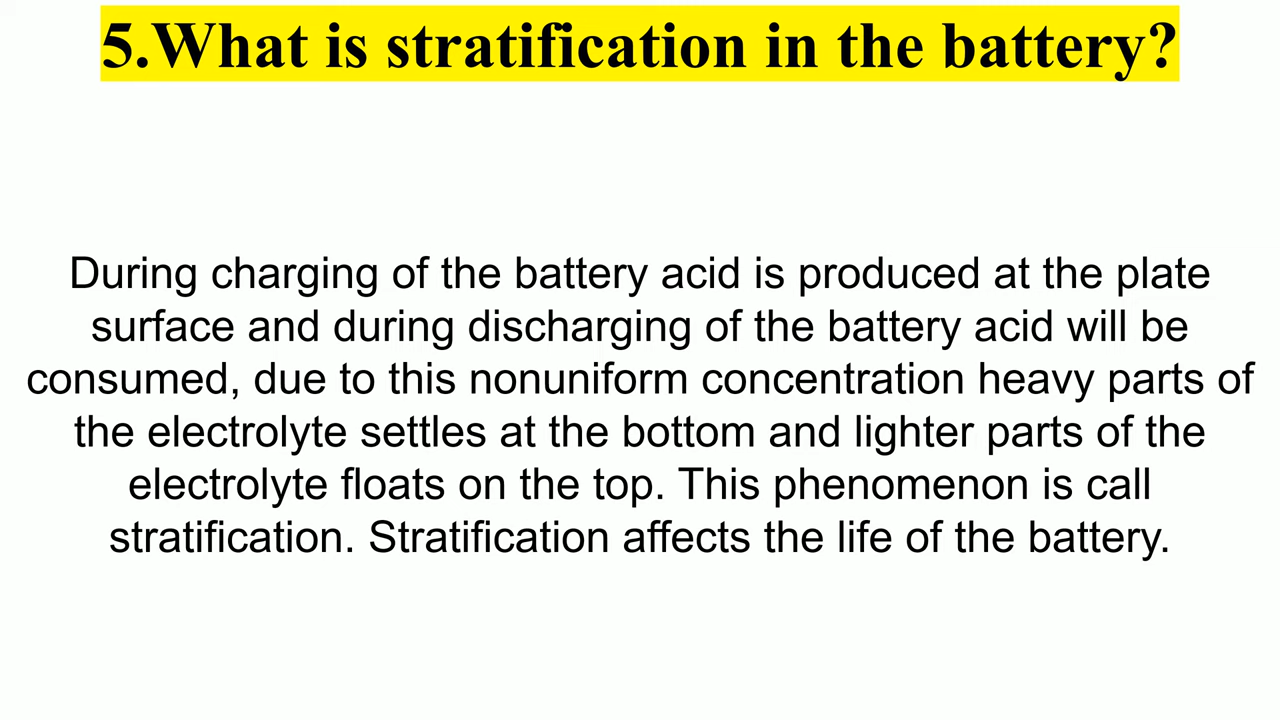 5.What is stratification in the battery?
During charging of the battery acid is produced at the plate
surface and during discharging of the battery acid will be
consumed, due to this nonuniform concentration heavy parts of
the electrolyte settles at the bottom and lighter parts of the
electrolyte floats on the top. This phenomenon is call
stratification. Stratification affects the life of the battery.